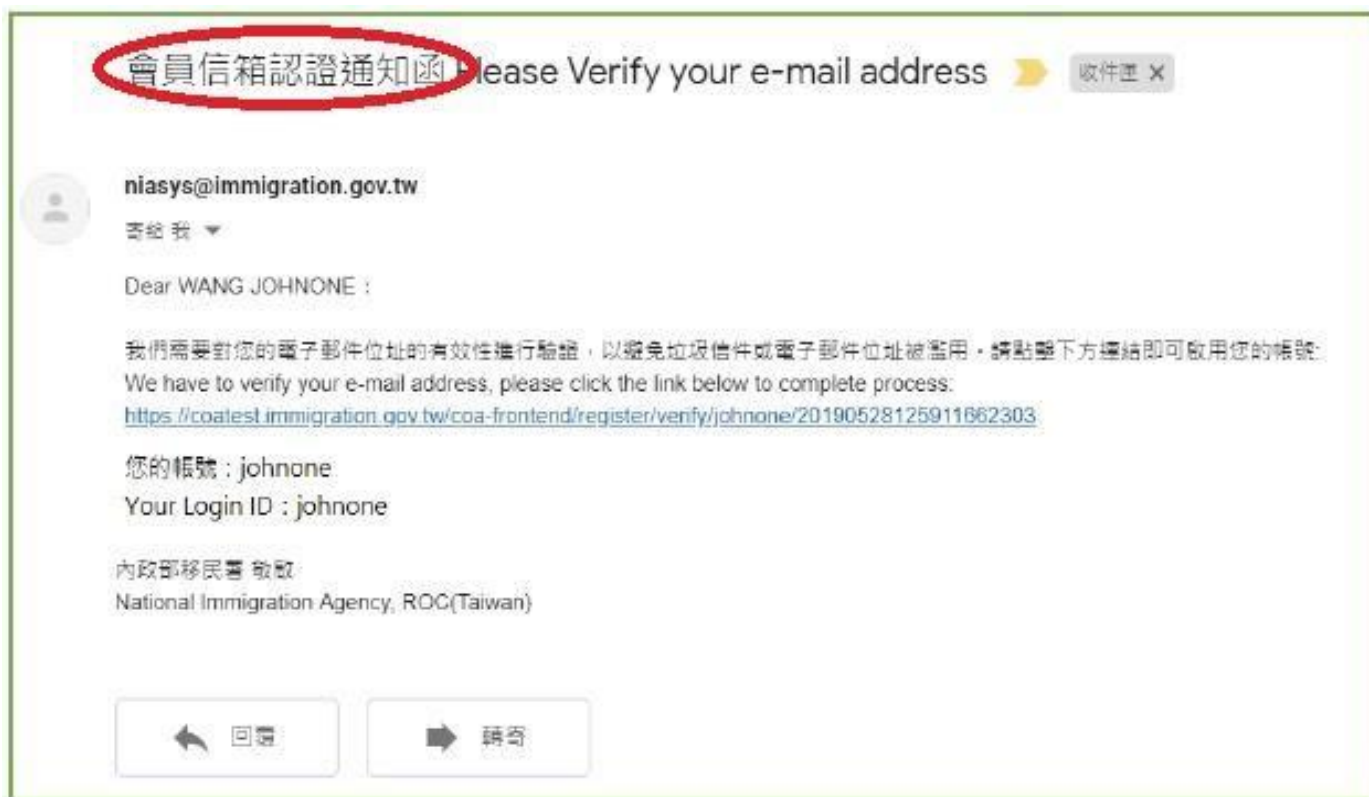 會員信箱認證通知函 Please Verify your e-mail address 收件匣 ×
niasys@immigration.gov.tw
寄給 我
Dear WANG JOHNONE：
我們需要對您的電子郵件位址的有效性進行驗證，以避免垃圾信件或電子郵件位址被濫用。請點擊下方連結即可啟用您的帳號:
We have to verify your e-mail address, please click the link below to complete process:
https://coatest.immigration.gov.tw/coa-frontend/register/verify/johnone/20190528125911662303
您的帳號：johnone
Your Login ID：johnone
內政部移民署 敬啟
National Immigration Agency, ROC(Taiwan)
回覆 轉寄